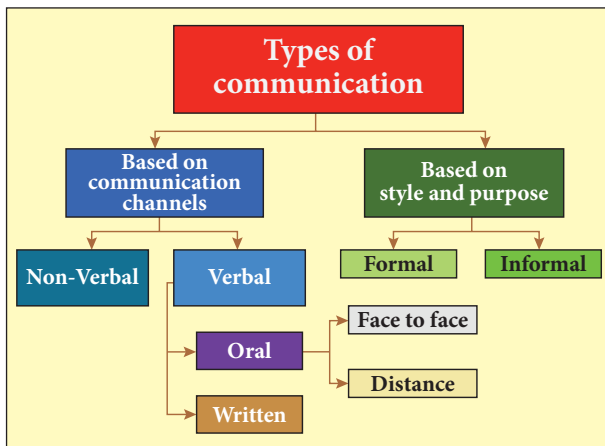 Types of
communication
Based on
communication
channels
Based on
style and purpose
Non-Verbal
Verbal
Formal
Informal
Oral
Face to face
Distance
Written